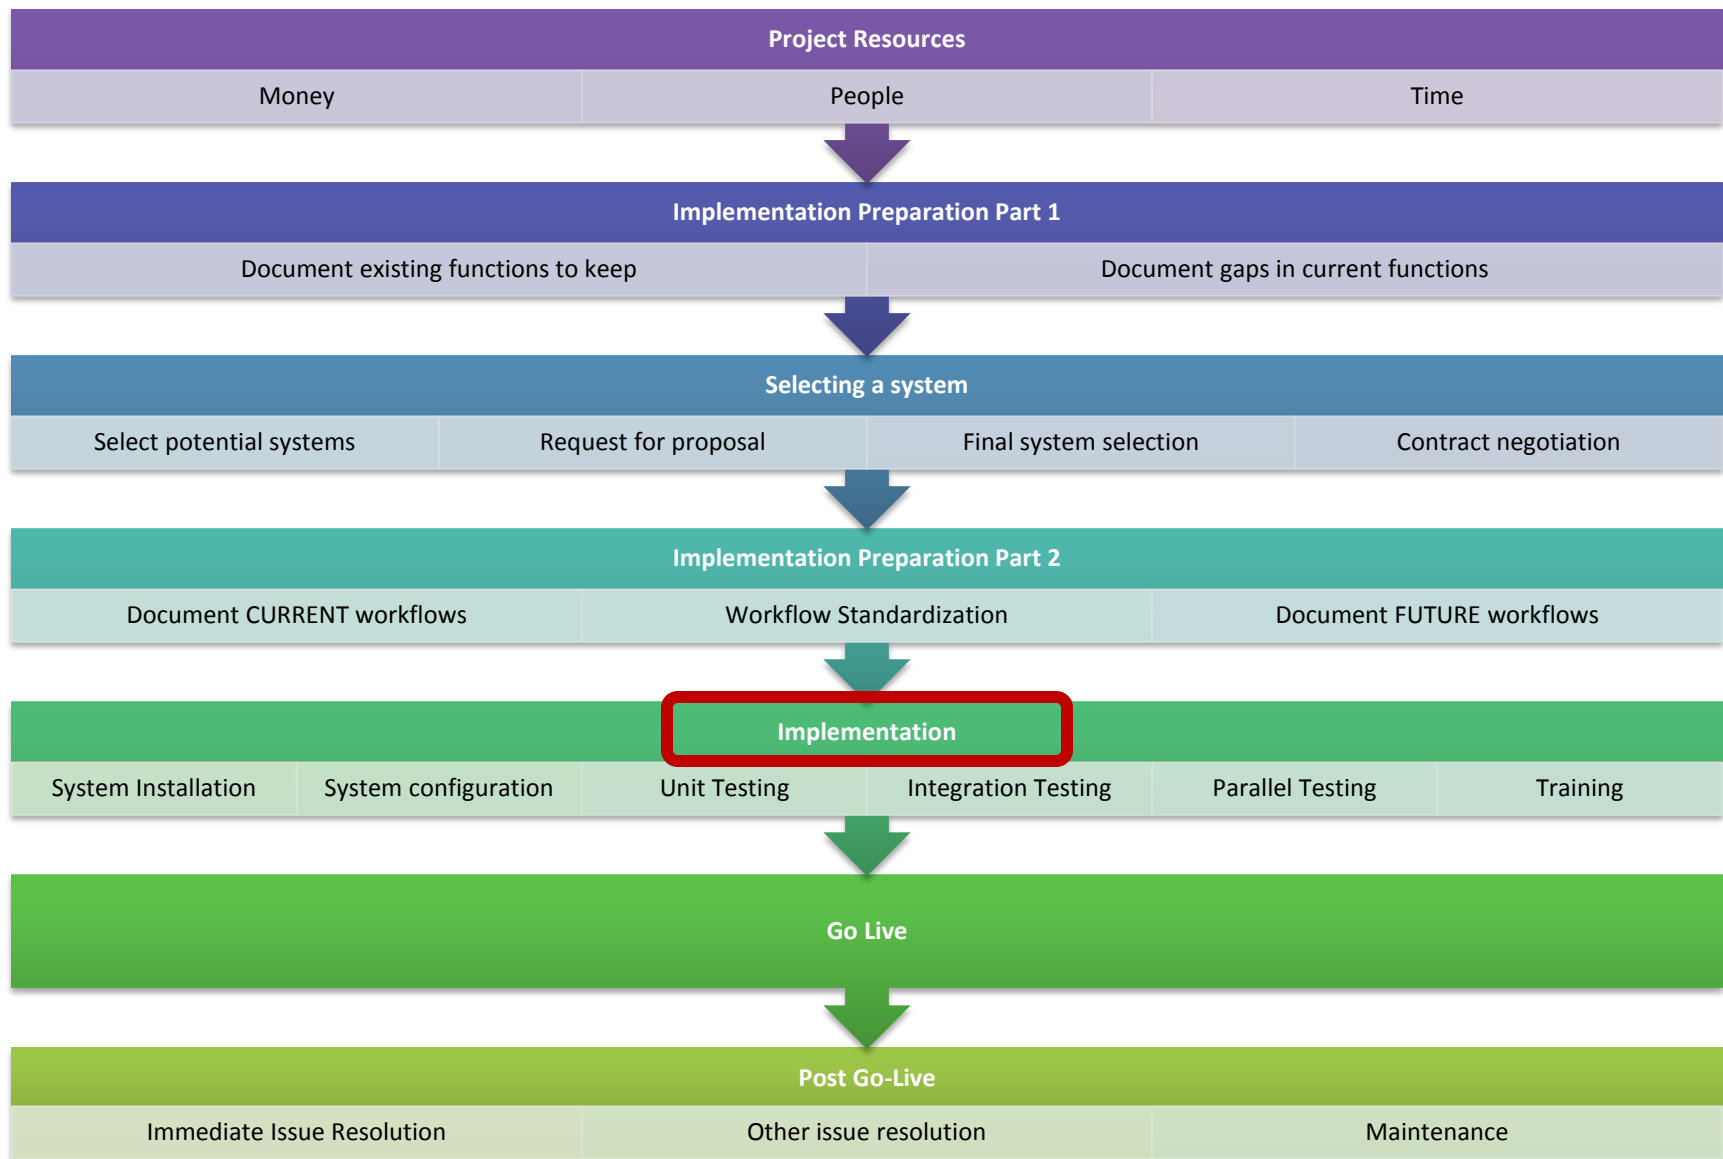 Project Resources
Money People Time
Implementation Preparation Part 1
Document existing functions to keep Document gaps in current functions
Selecting a system
Select potential systems Request for proposal Final system selection Contract negotiation
Implementation Preparation Part 2
Document CURRENT workflows Workflow Standardization Document FUTURE workflows
Implementation
System Installation System configuration Unit Testing Integration Testing Parallel Testing Training
Go Live
Post Go-Live
Immediate Issue Resolution Other issue resolution Maintenance